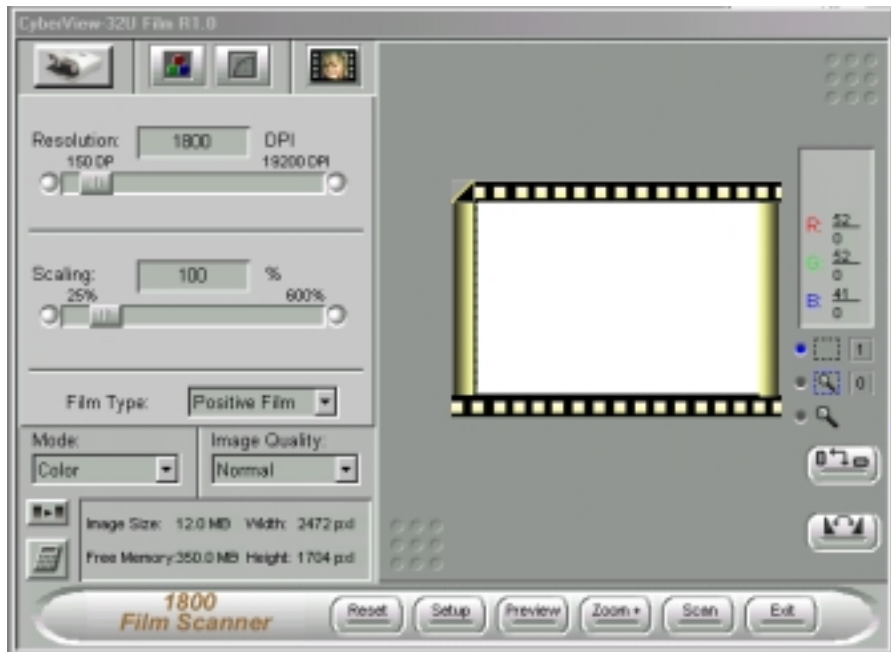 CyberView-32U Film R1.0
Resolution: 1800 DPI
150 DP 19200 DPI
Scaling: 100 %
25% 600%
Film Type: Positive Film
Mode: Image Quality:
Color Normal
Image Size: 12.0 MB Width: 2472 pxl
Free Memory:350.0 MB Height: 1704 pxl
R: 52
0
G: 52
0
B: 41
0
1
0
1800
Film Scanner
Reset Setup Preview Zoom + Scan Exit